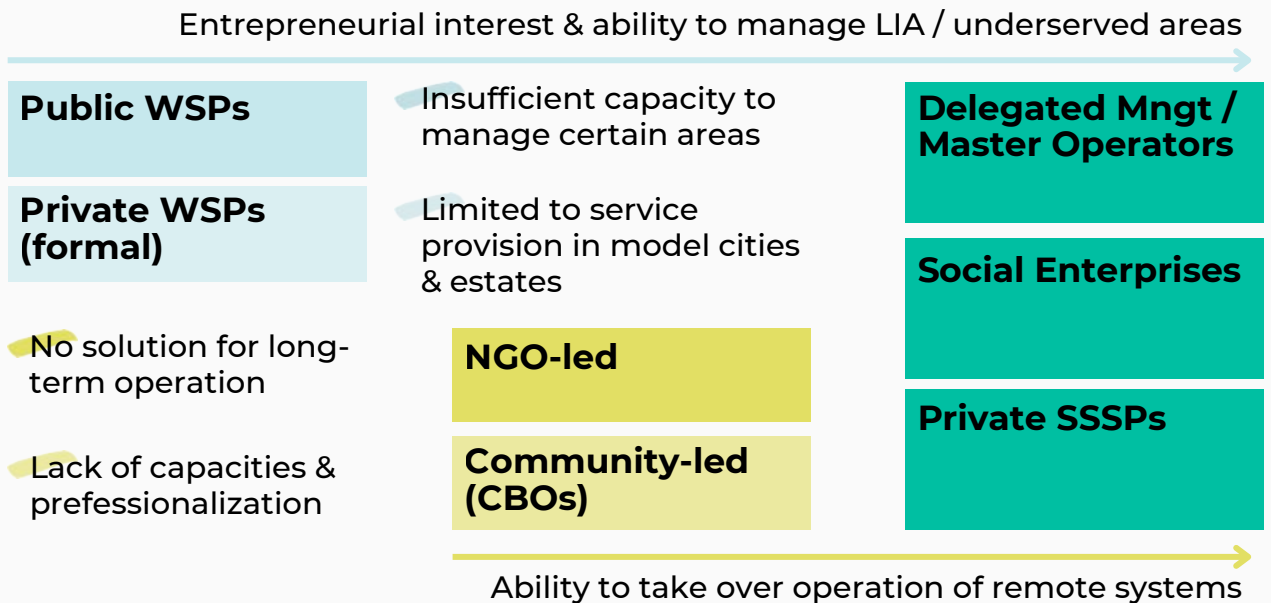 Entrepreneurial interest & ability to manage LIA / underserved areas
Public WSPs
Insufficient capacity to
manage certain areas
Private WSPs
(formal)
Limited to service
provision in model cities
& estates
Delegated Mngt /
Master Operators
Social Enterprises
Private SSSPs
No solution for long-
term operation
NGO-led
Lack of capacities &
prefessionalization
Community-led
(CBOs)
Ability to take over operation of remote systems